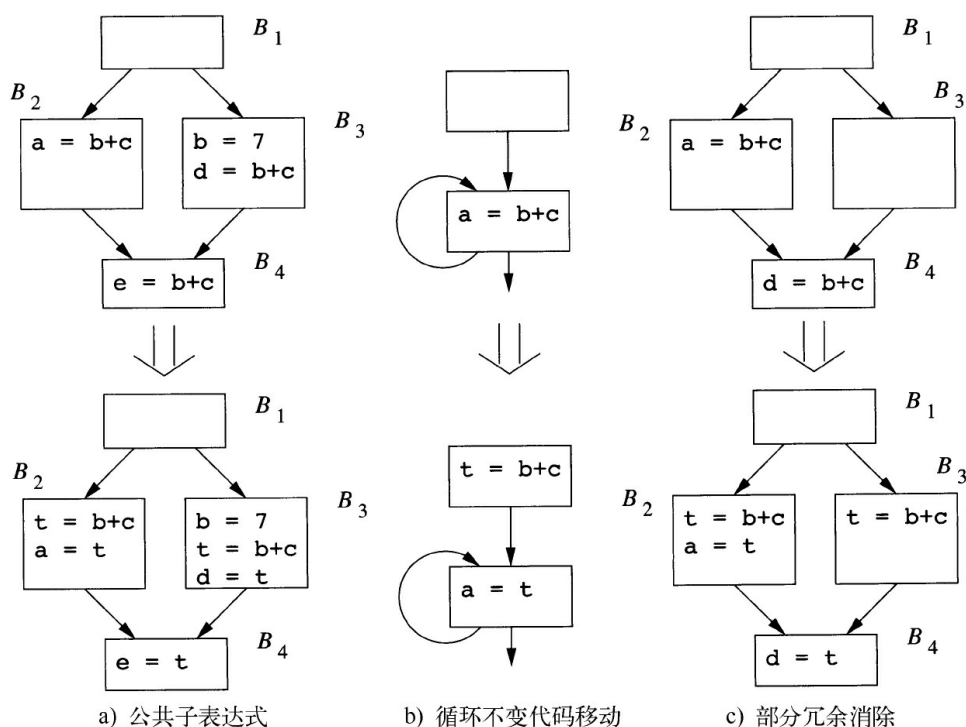 B1
B2
a = b+c
b = 7
d = b+c
B3
e = b+c
B4
B1
B2
t = b+c
a = t
b = 7
t = b+c
d = t
B3
e = t
B4
a) 公共子表达式
a = b+c
t = b+c
a = t
b) 循环不变代码移动
B1
B2
a = b+c
B3
d = b+c
B4
B1
B2
t = b+c
a = t
B3
t = b+c
d = t
B4
c) 部分冗余消除